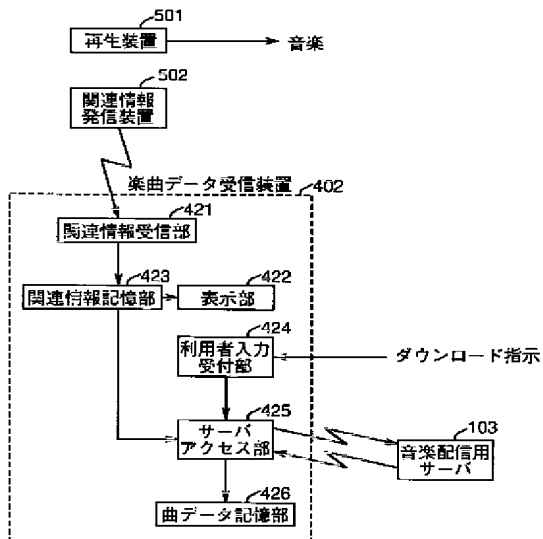 501
再生装置
音楽
502
関連情報
発信装置
楽曲データ受信装置
402
421
関連情報受信部
423
関連情報記憶部
422
表示部
424
利用者入力
受付部
ダウンロード指示
425
サーバ
アクセス部
103
音楽配信用
サーバ
426
曲データ記憶部